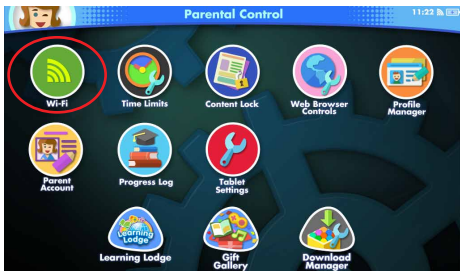 Parental Control
11:22
Wi-Fi
Time Limits
Content Lock
Web Browser
Controls
Profile
Manager
Parent
Account
Progress Log
Tablet
Settings
Learning
Lodge
Learning Lodge
Gift
Gallery
Download
Manager